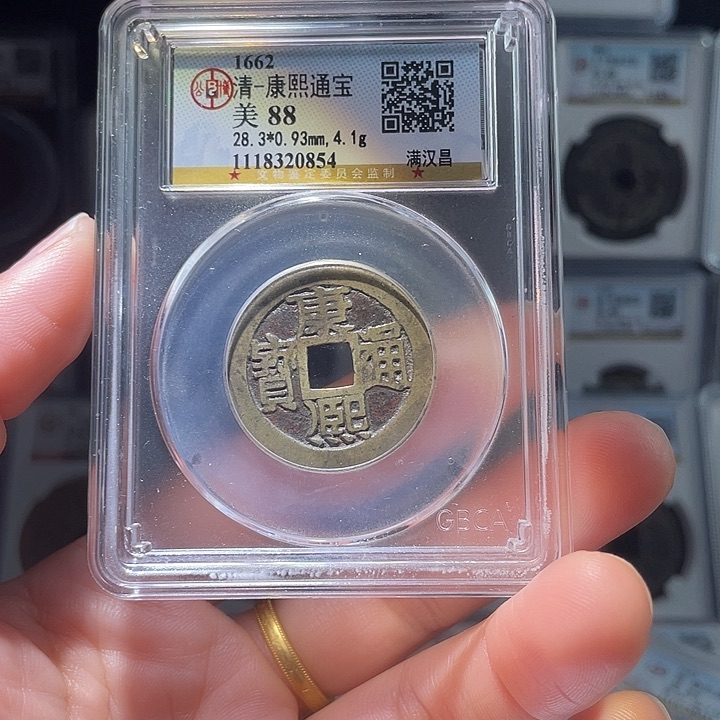 1662
清-康熙通宝
美 88
28.3*0.93mm, 4.1g
1118320854 满汉昌
★ 文物鉴定委员会监制 ★
康
寶 通
熙
GBCA